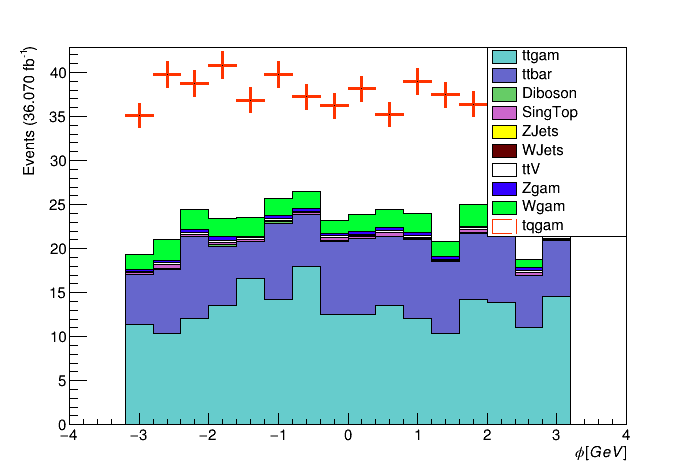 Events (36.070 fb⁻¹)
40
35
30
25
20
15
10
5
0
−4 −3 −2 −1 0 1 2 3 4
ϕ[GeV]
ttgam
ttbar
Diboson
SingTop
ZJets
WJets
ttV
Zgam
Wgam
tqgam